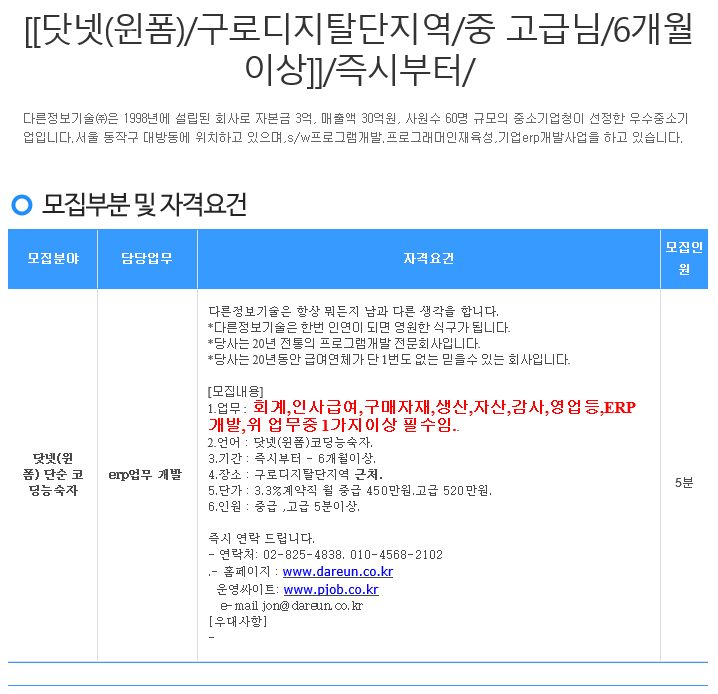 [[닷넷(윈폼)/구로디지탈단지역/중 고급님/6개월
이상]]/즉시부터/
다른정보기술㈜은 1998년에 설립된 회사로 자본금 3억, 매출액 30억원, 사원수 60명 규모의 중소기업청이 선정한 우수중소기
업입니다.서울 동작구 대방동에 위치하고 있으며,s/w프로그램개발,프로그래머인재육성,기업erp개발사업을 하고 있습니다.
모집부분 및 자격요건
모집분야 담당업무 자격요건 모집인
원
다른정보기술은 항상 뭐든지 남과 다른 생각을 합니다.
*다른정보기술은 한번 인연이 되면 영원한 식구가 됩니다.
*당사는 20년 전통의 프로그램개발 전문회사입니다.
*당사는 20년동안 급여연체가 단 1번도 없는 믿을수 있는 회사입니다.
[모집내용]
1.업무 : 회계,인사급여,구매자재,생산,자산,감사,영업등,ERP
개발,위 업무중 1가지이상 필수임..
2.언어 : 닷넷(윈폼)코딩능숙자.
3.기간 : 즉시부터 - 6개월이상.
4.장소 : 구로디지탈단지역 근처.
5.단가 : 3.3%계약직 월 중급 450만원.고급 520만원.
6.인원 : 중급 ,고급 5분이상.
닷넷(윈
폼) 단순 코
딩능숙자
erp업무 개발
5분
즉시 연락 드립니다.
- 연락처: 02-825-4838. 010-4568-2102
.- 홈페이지 : www.dareun.co.kr
운영싸이트: www.pjob.co.kr
e-mail jon@dareun.co.kr
[우대사항]
-